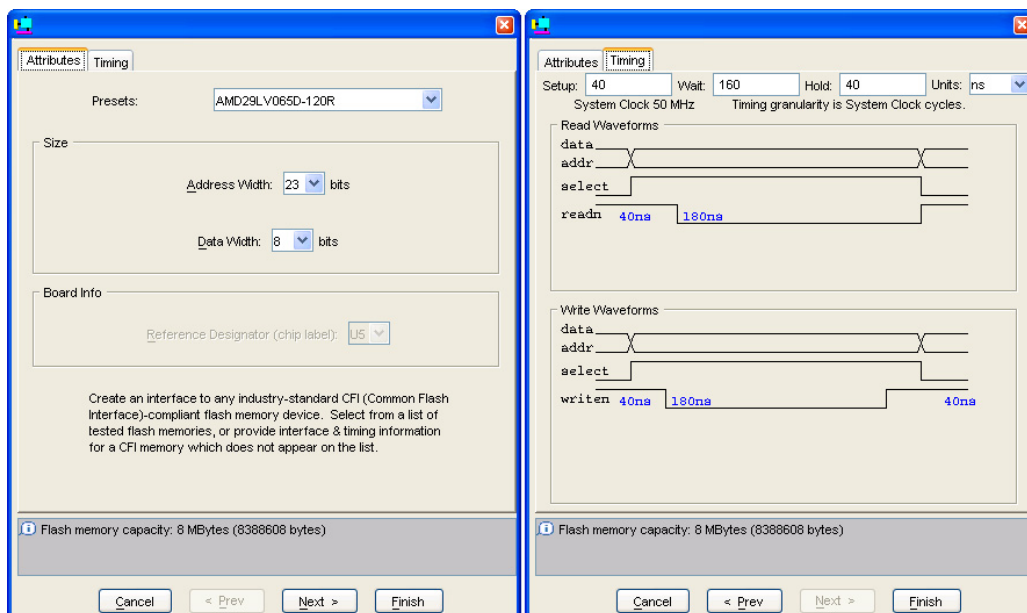 Attributes Timing
Presets: AMD29LV065D-120R
Size
Address Width: 23 bits
Data Width: 8 bits
Board Info
Reference Designator (chip label): U5
Create an interface to any industry-standard CFI (Common Flash
Interface)-compliant flash memory device. Select from a list of
tested flash memories, or provide interface & timing information
for a CFI memory which does not appear on the list.
Flash memory capacity: 8 MBytes (8388608 bytes)
Cancel < Prev Next > Finish
Attributes Timing
Setup: 40 Wait: 160 Hold: 40 Units: ns
System Clock 50 MHz Timing granularity is System Clock cycles.
Read Waveforms
data
addr
select
readn 40ns 180ns
Write Waveforms
data
addr
select
writen 40ns 180ns 40ns
Flash memory capacity: 8 MBytes (8388608 bytes)
Cancel < Prev Next > Finish